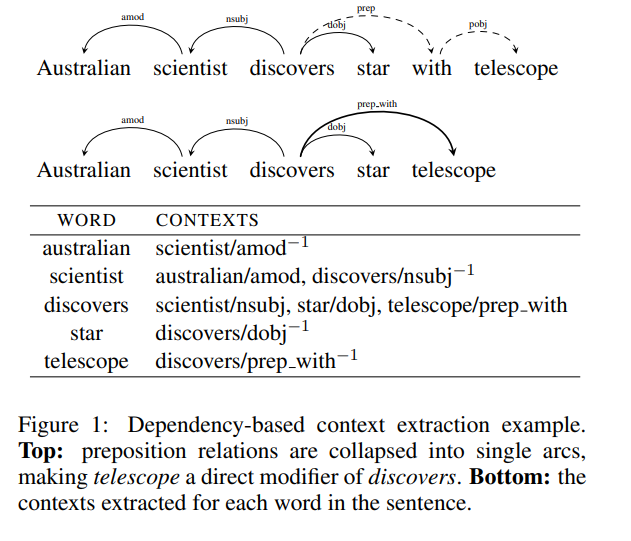 prep
amod nsubj dobj pobj
Australian scientist discovers star with telescope
prep_with
amod nsubj dobj
Australian scientist discovers star telescope
WORD CONTEXTS
australian scientist/amod⁻¹
scientist australian/amod, discovers/nsubj⁻¹
discovers scientist/nsubj, star/dobj, telescope/prep_with
star discovers/dobj⁻¹
telescope discovers/prep_with⁻¹
Figure 1: Dependency-based context extraction example.
Top: preposition relations are collapsed into single arcs,
making telescope a direct modifier of discovers. Bottom: the
contexts extracted for each word in the sentence.